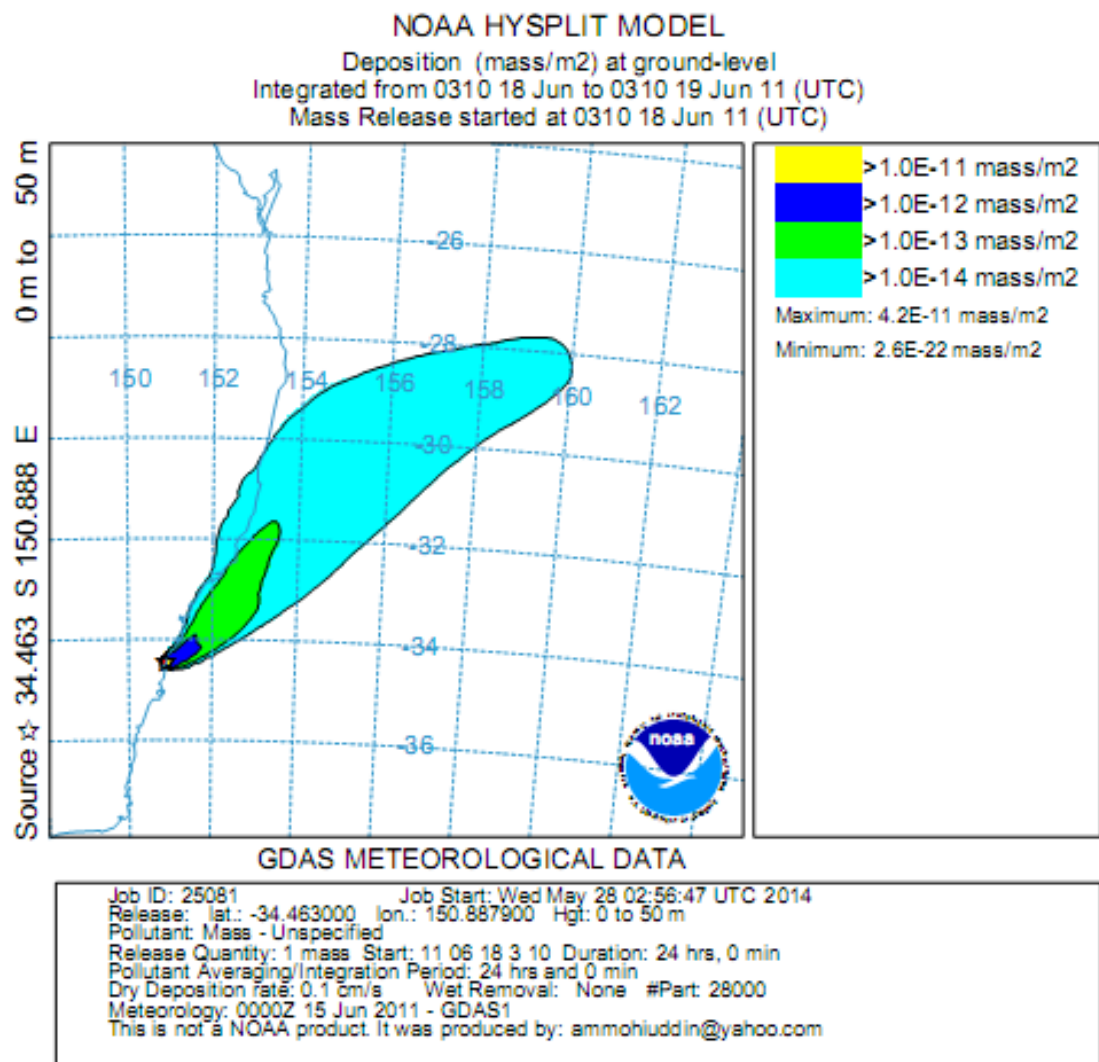 NOAA HYSPLIT MODEL
Deposition (mass/m2) at ground-level
Integrated from 0310 18 Jun to 0310 19 Jun 11 (UTC)
Mass Release started at 0310 18 Jun 11 (UTC)
Source ☆ 34.463 S 150.888 E 0 m to 50 m
>1.0E-11 mass/m2
>1.0E-12 mass/m2
>1.0E-13 mass/m2
>1.0E-14 mass/m2
Maximum: 4.2E-11 mass/m2
Minimum: 2.6E-22 mass/m2
-26
-28
150 152 154 156 158 160 162
-30
-32
-34
-36
noaa
GDAS METEOROLOGICAL DATA
Job ID: 25081 Job Start: Wed May 28 02:56:47 UTC 2014
Release: lat.: -34.463000 lon.: 150.887900 Hgt: 0 to 50 m
Pollutant: Mass - Unspecified
Release Quantity: 1 mass Start: 11 06 18 3 10 Duration: 24 hrs, 0 min
Pollutant Averaging/Integration Period: 24 hrs and 0 min
Dry Deposition rate: 0.1 cm/s Wet Removal: None #Part: 28000
Meteorology: 0000Z 15 Jun 2011 - GDAS1
This is not a NOAA product. It was produced by: ammohiuddin@yahoo.com